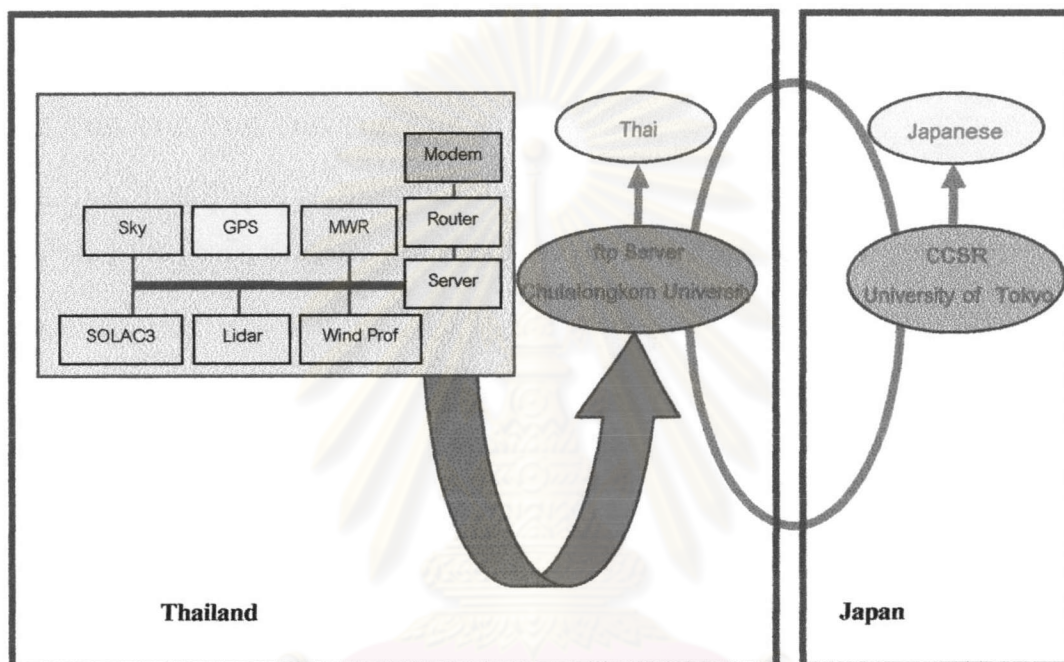 Thai
Japanese
Modem
Sky
GPS
MWR
Router
Server
ftp Server
Chulalongkorn University
CCSR
University of Tokyo
SOLAC3
Lidar
Wind Prof
Thailand
Japan